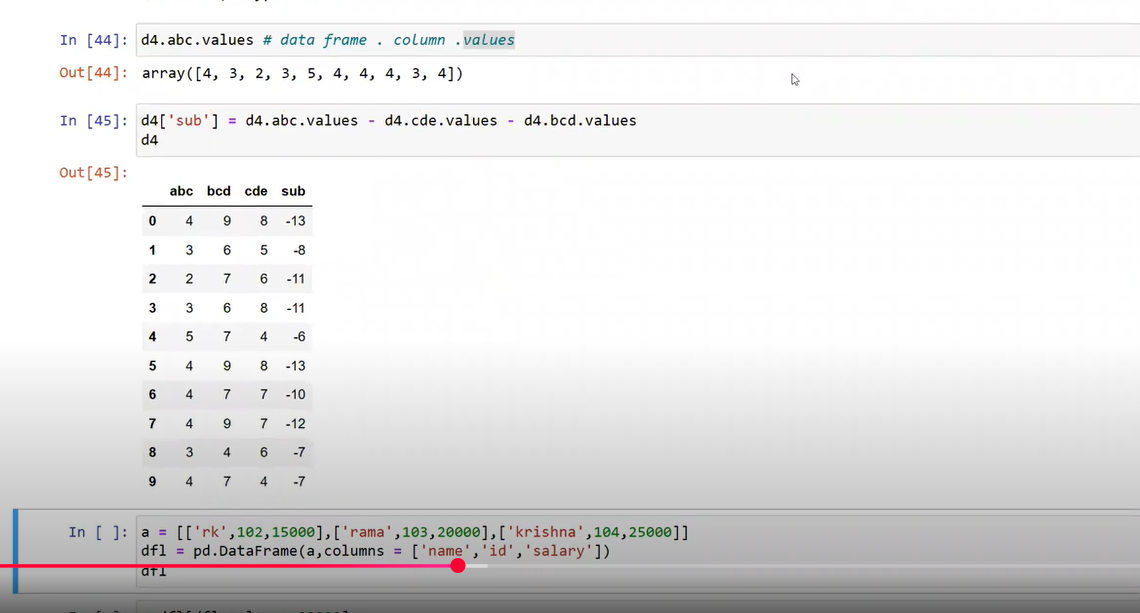 In [44]: d4.abc.values # data frame . column .values
Out[44]: array([4, 3, 2, 3, 5, 4, 4, 4, 3, 4])
In [45]: d4['sub'] = d4.abc.values - d4.cde.values - d4.bcd.values
d4
Out[45]:
abc bcd cde sub
0 4 9 8 -13
1 3 6 5 -8
2 2 7 6 -11
3 3 6 8 -11
4 5 7 4 -6
5 4 9 8 -13
6 4 7 7 -10
7 4 9 7 -12
8 3 4 6 -7
9 4 7 4 -7
In [ ]: a = [['rk',102,15000],['rama',103,20000],['krishna',104,25000]]
dfl = pd.DataFrame(a,columns = ['name','id','salary'])
dfl